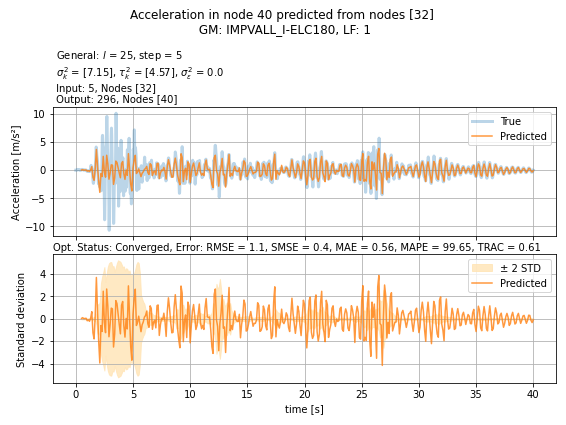 Acceleration in node 40 predicted from nodes [32]
GM: IMPVALL_I-ELC180, LF: 1
General: l = 25, step = 5
σ²ₖ = [7.15], τ²ₖ = [4.57], σ²ε = 0.0
Input: 5, Nodes [32]
Output: 296, Nodes [40]
Acceleration [m/s²]
10
5
0
−5
−10
True
Predicted
Opt. Status: Converged, Error: RMSE = 1.1, SMSE = 0.4, MAE = 0.56, MAPE = 99.65, TRAC = 0.61
Standard deviation
4
2
0
−2
−4
± 2 STD
Predicted
0 5 10 15 20 25 30 35 40
time [s]